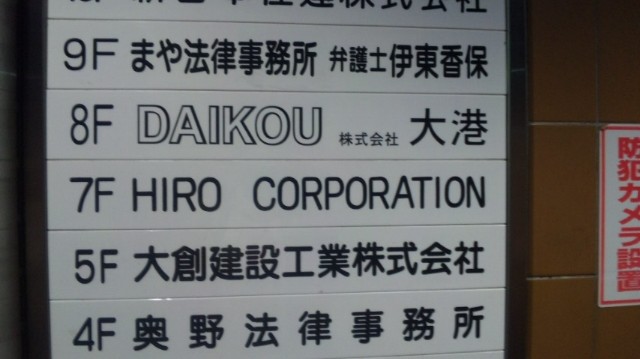 9F まや法律事務所 弁護士 伊東香保
8F DAIKOU 株式会社 大港
7F HIRO CORPORATION
5F 大創建設工業株式会社
4F 奥野法律事務所
防犯カメラ設置